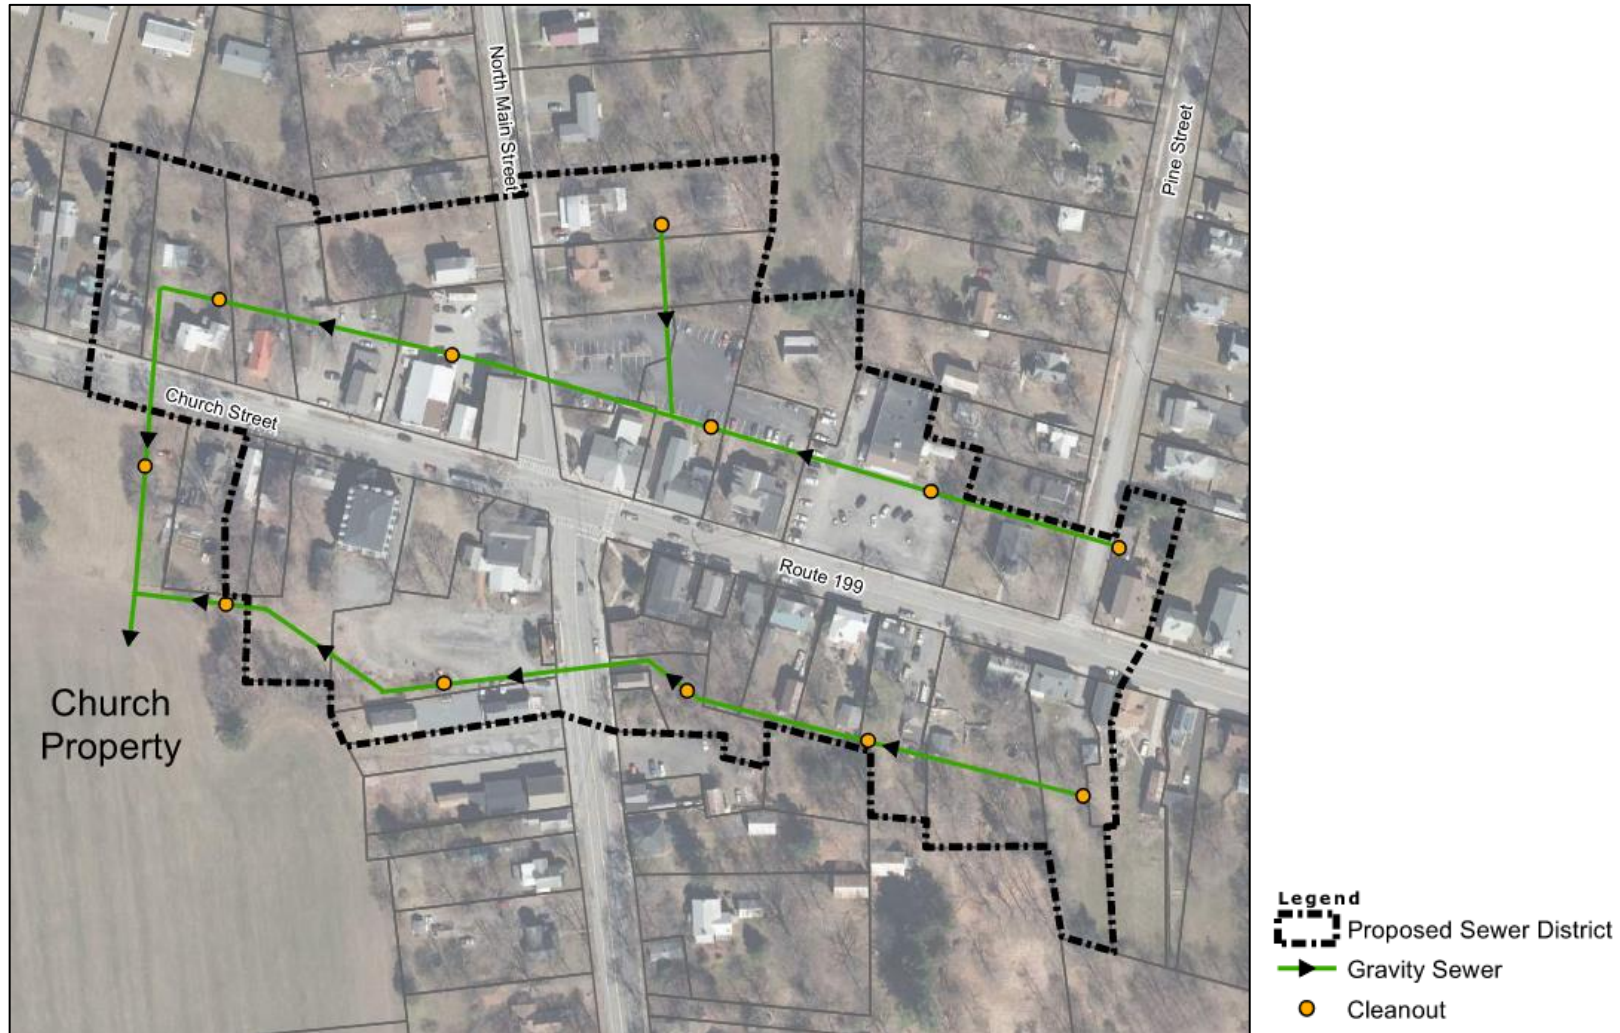 North Main Street
Pine Street
Church Street
Route 199
Church
Property
Legend
Proposed Sewer District
Gravity Sewer
Cleanout